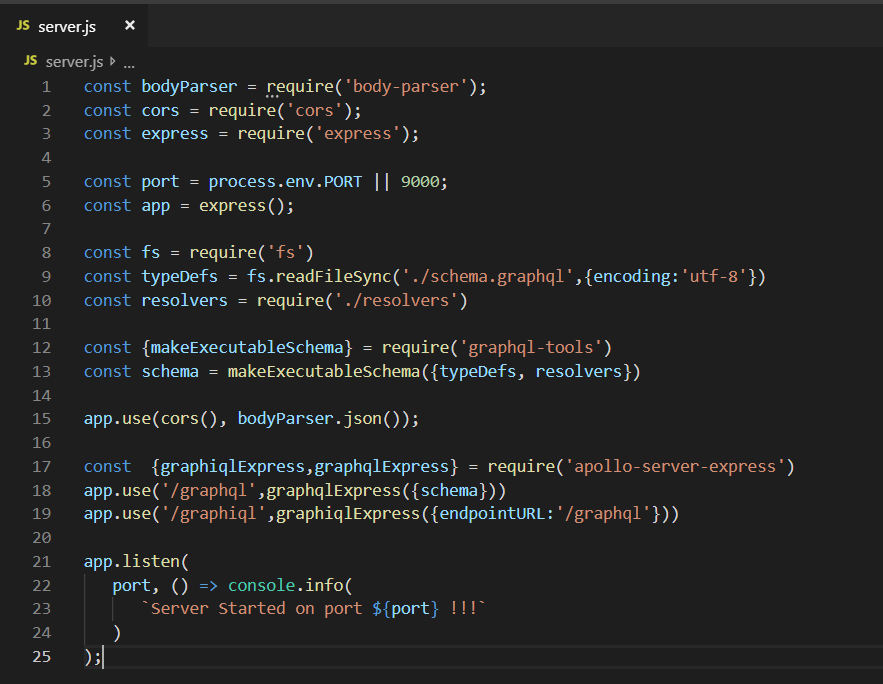 JS server.js ×
JS server.js ...
1 const bodyParser = require('body-parser');
2 const cors = require('cors');
3 const express = require('express');
4
5 const port = process.env.PORT || 9000;
6 const app = express();
7
8 const fs = require('fs')
9 const typeDefs = fs.readFileSync('./schema.graphql',{encoding:'utf-8'})
10 const resolvers = require('./resolvers')
11
12 const {makeExecutableSchema} = require('graphql-tools')
13 const schema = makeExecutableSchema({typeDefs, resolvers})
14
15 app.use(cors(), bodyParser.json());
16
17 const  {graphiqlExpress,graphqlExpress} = require('apollo-server-express')
18 app.use('/graphql',graphqlExpress({schema}))
19 app.use('/graphiql',graphiqlExpress({endpointURL:'/graphql'}))
20
21 app.listen(
22    port, () => console.info(
23       `Server Started on port ${port} !!!`
24    )
25 );